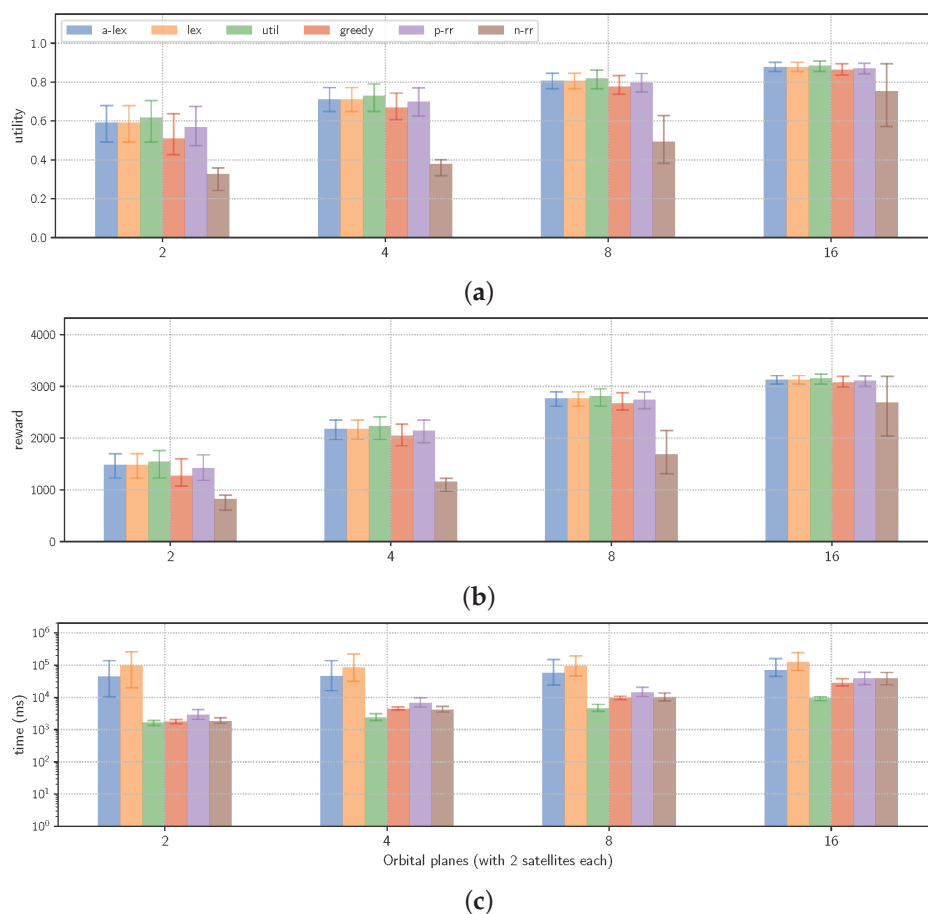 a-lex lex util greedy p-rr n-rr
1.0
0.8
0.6
0.4
0.2
0.0
utility
2 4 8 16
(a)
4000
3000
2000
1000
0
reward
2 4 8 16
(b)
10^6
10^5
10^4
10^3
10^2
10^1
10^0
time (ms)
2 4 8 16
Orbital planes (with 2 satellites each)
(c)